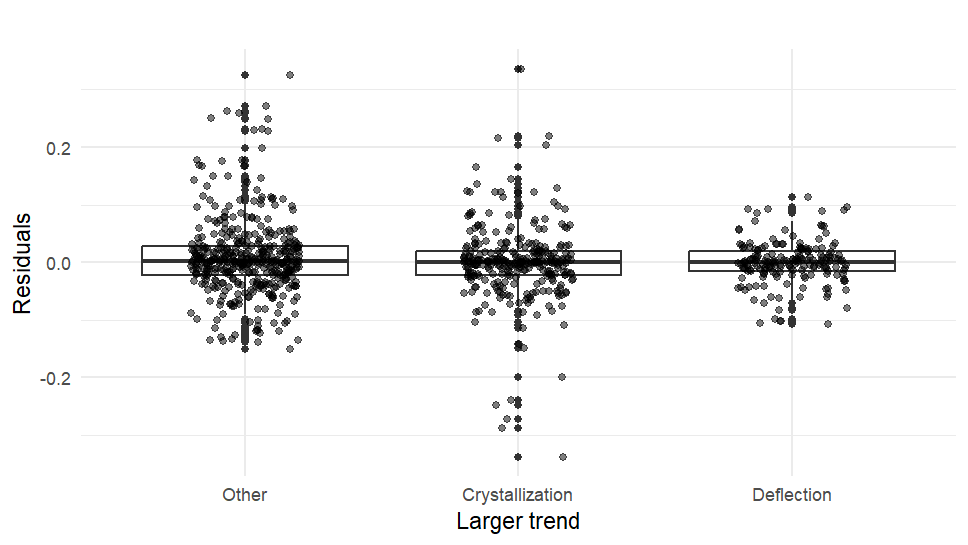 Residuals
0.2
0.0
-0.2
Other
Crystallization
Deflection
Larger trend